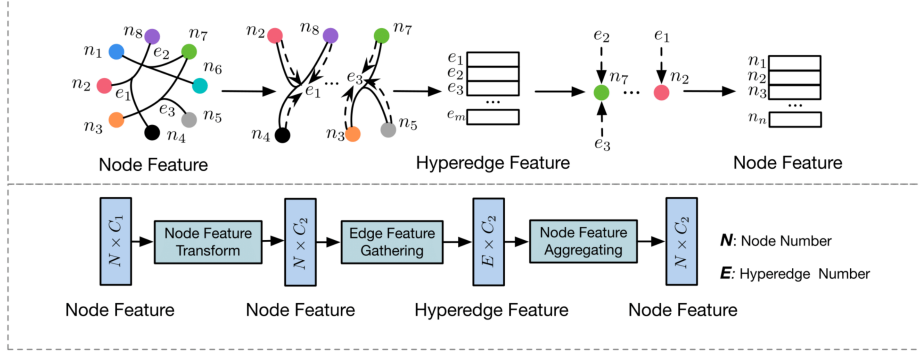 n₈ n₇
n₁ e₂
n₂ e₁ n₆
n₃ e₃ n₅
n₄
Node Feature
n₂ n₈ n₇
e₁ ... e₃
n₄ n₃ n₅
e₁
e₂
e₃
...
eₘ
Hyperedge Feature
e₂ e₁
n₇ ... n₂
e₃
n₁
n₂
n₃
...
nₙ
Node Feature
N × C₁
Node Feature
Transform
N × C₂
Edge Feature
Gathering
E × C₂
Node Feature
Aggregating
N × C₂
N: Node Number
E: Hyperedge Number
Node Feature
Node Feature
Hyperedge Feature
Node Feature